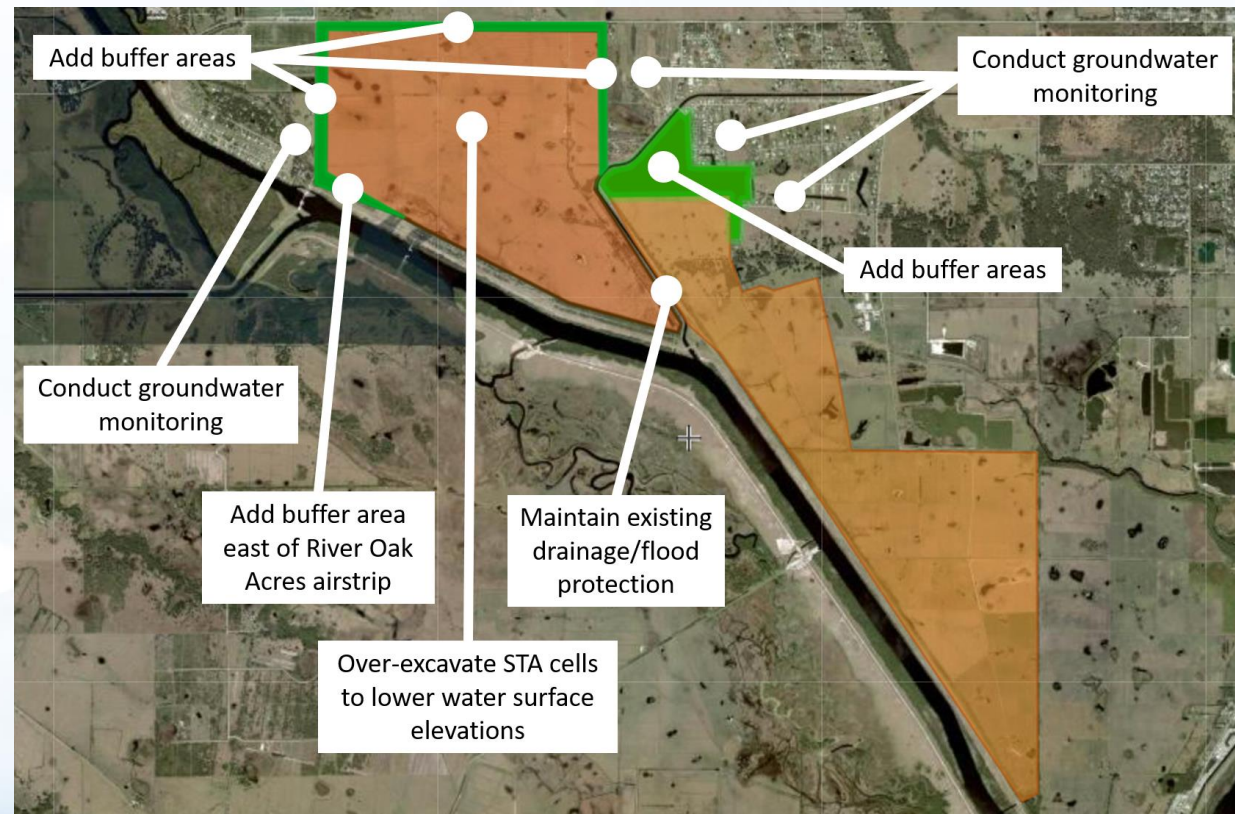 Add buffer areas
Conduct groundwater
monitoring
Add buffer areas
Conduct groundwater
monitoring
Add buffer area
east of River Oak
Acres airstrip
Maintain existing
drainage/flood
protection
Over-excavate STA cells
to lower water surface
elevations